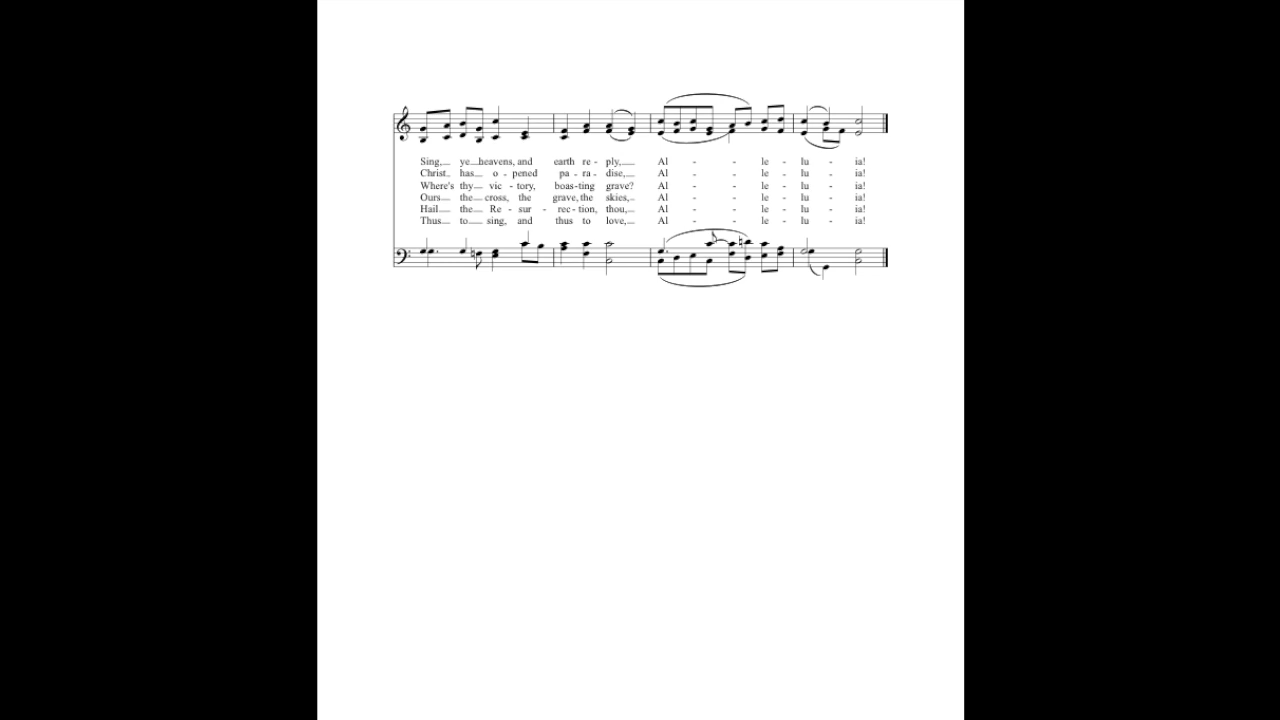 Sing, ye heavens, and earth re - ply, Al - - le - lu - ia!
Christ has o - pened pa - ra - dise, Al - - le - lu - ia!
Where's thy vic - tory, boas-ting grave? Al - - le - lu - ia!
Ours the cross, the grave, the skies, Al - - le - lu - ia!
Hail the Re - sur - rec - tion, thou, Al - - le - lu - ia!
Thus to sing, and thus to love, Al - - le - lu - ia!